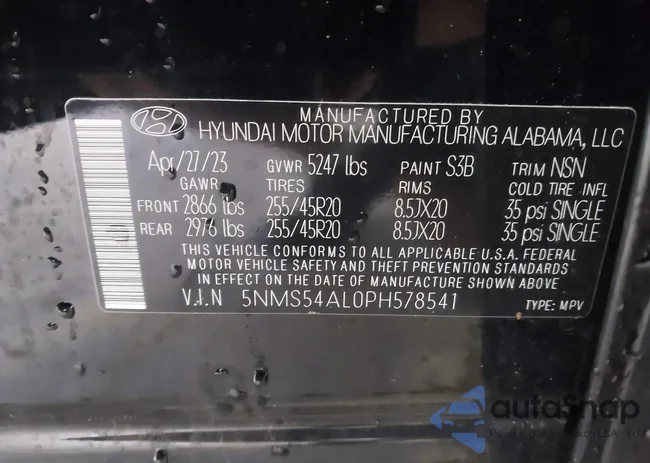 MANUFACTURED BY
HYUNDAI MOTOR MANUFACTURING ALABAMA, LLC
Apr/27/23 GVWR 5247 lbs PAINT S3B TRIM NSN
GAWR TIRES RIMS COLD TIRE INFL
FRONT 2866 lbs 255/45R20 8.5JX20 35 psi SINGLE
REAR 2976 lbs 255/45R20 8.5JX20 35 psi SINGLE
THIS VEHICLE CONFORMS TO ALL APPLICABLE U.S.A. FEDERAL
MOTOR VEHICLE SAFETY AND THEFT PREVENTION STANDARDS
IN EFFECT ON THE DATE OF MANUFACTURE SHOWN ABOVE
V.I.N 5NMS54AL0PH578541 TYPE: MPV
autoSnap